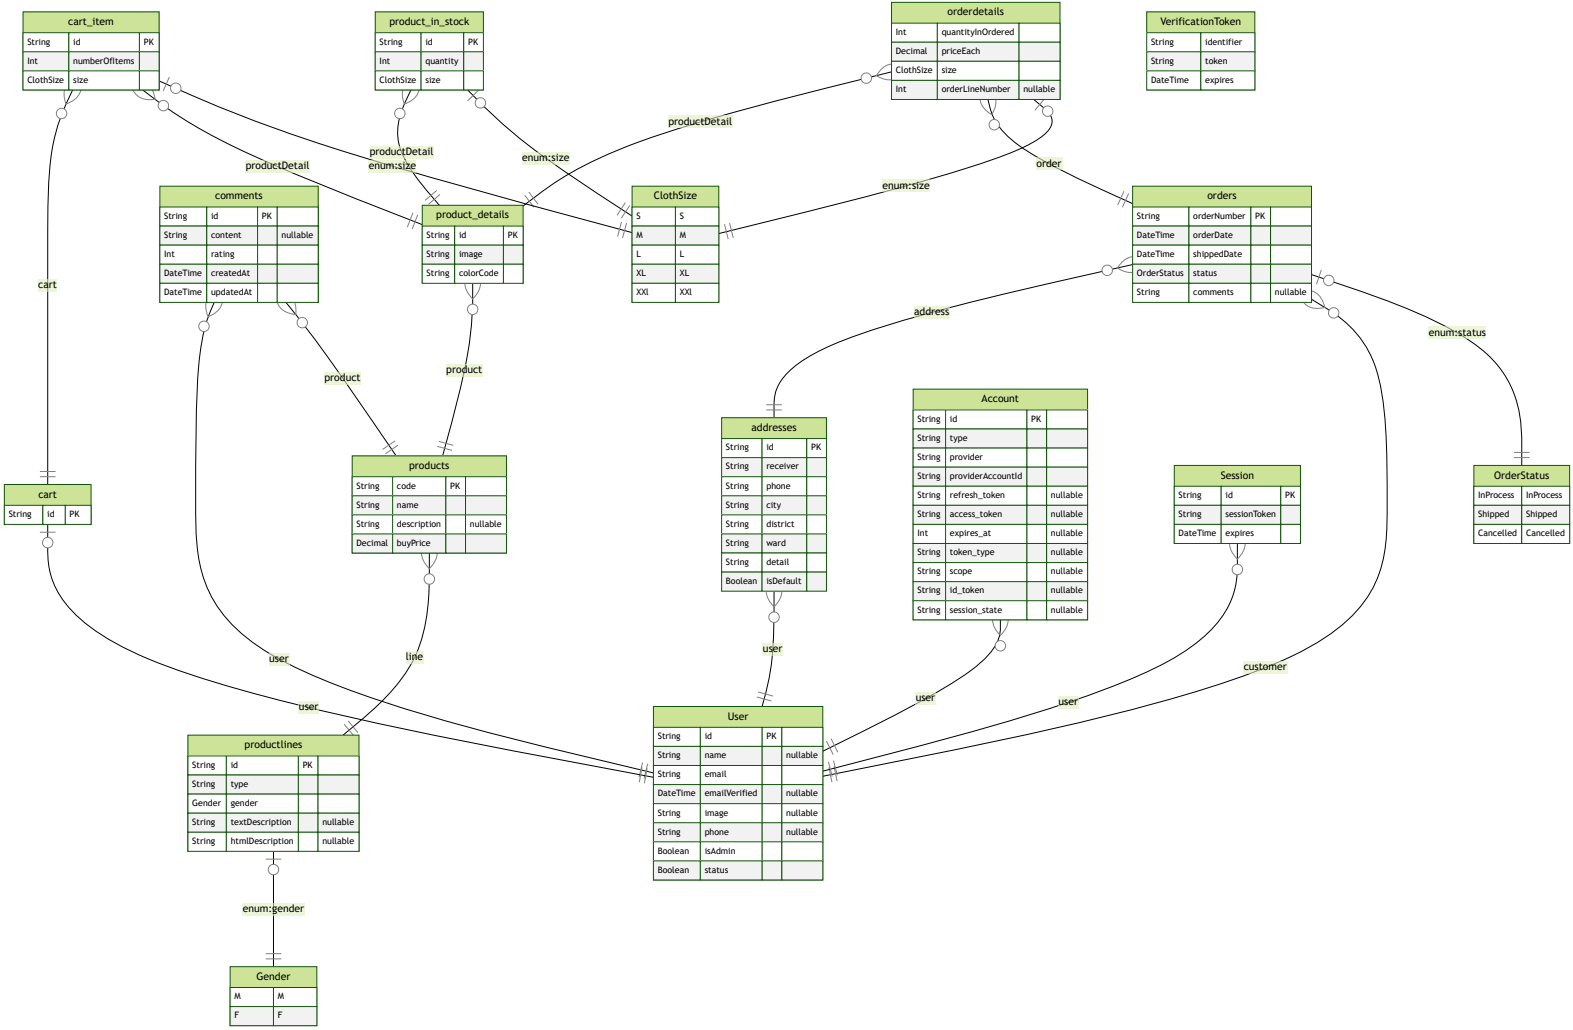 cart_item
String id PK
Int numberOfItems
ClothSize size
product_in_stock
String id PK
Int quantity
ClothSize size
orderdetails
Int quantityInOrdered
Decimal priceEach
ClothSize size
Int orderLineNumber nullable
VerificationToken
String identifier
String token
DateTime expires
productDetail
productDetail
enum:size
productDetail
enum:size
enum:size
order
comments
String id PK
String content nullable
Int rating
DateTime createdAt
DateTime updatedAt
product_details
String id PK
String image
String colorCode
ClothSize
S S
M M
L L
XL XL
XXl XXl
orders
String orderNumber PK
DateTime orderDate
DateTime shippedDate
OrderStatus status
String comments nullable
cart
address
enum:status
product
product
cart
String id PK
products
String code PK
String name
String description nullable
Decimal buyPrice
addresses
String id PK
String receiver
String phone
String city
String district
String ward
String detail
Boolean isDefault
Account
String id PK
String type
String provider
String providerAccountId
String refresh_token nullable
String access_token nullable
Int expires_at nullable
String token_type nullable
String scope nullable
String id_token nullable
String session_state nullable
Session
String id PK
String sessionToken
DateTime expires
OrderStatus
InProcess InProcess
Shipped Shipped
Cancelled Cancelled
user
line
user
customer
user
user
user
productlines
String id PK
String type
Gender gender
String textDescription nullable
String htmlDescription nullable
User
String id PK
String name nullable
String email
DateTime emailVerified nullable
String image nullable
String phone nullable
Boolean isAdmin
Boolean status
enum:gender
Gender
M M
F F